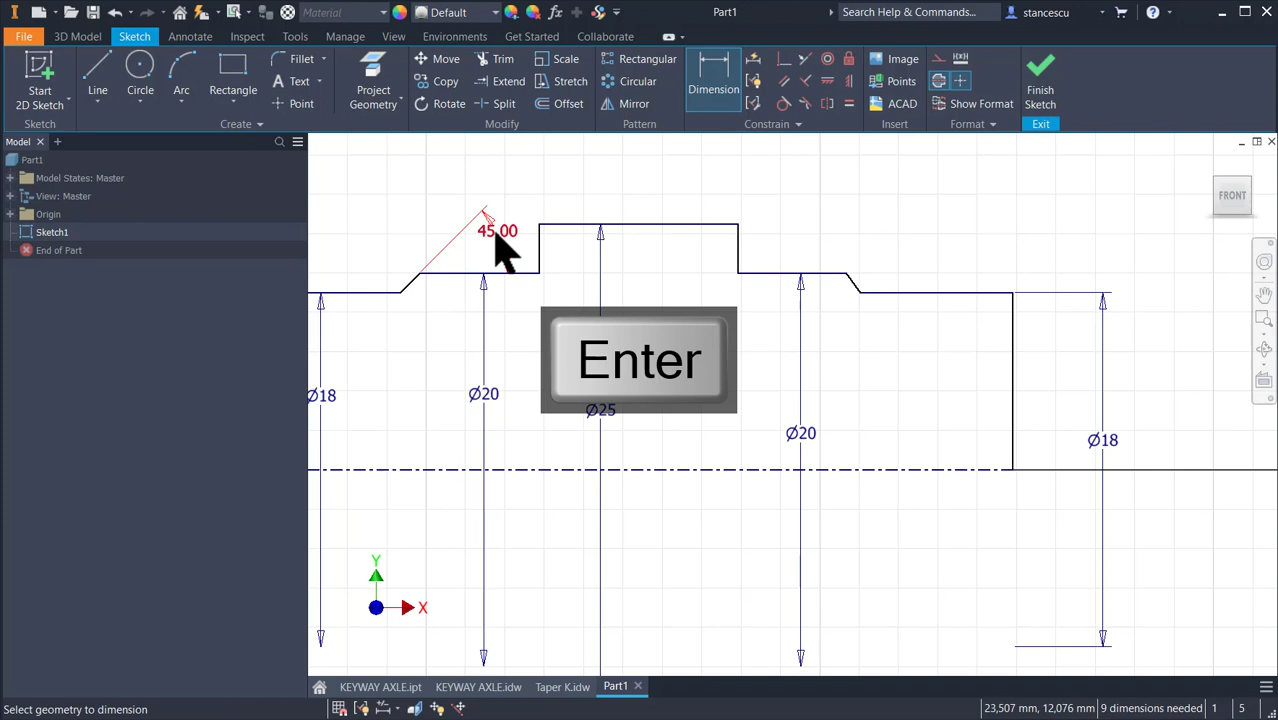 Material
Default
Part1
Search Help & Commands...
stancescu
File
3D Model
Sketch
Annotate
Inspect
Tools
Manage
View
Environments
Get Started
Collaborate
Start
2D Sketch
Sketch
Line
Circle
Arc
Rectangle
Fillet
Text
Point
Create
Project
Geometry
Move
Trim
Scale
Copy
Extend
Stretch
Rotate
Split
Offset
Modify
Rectangular
Circular
Mirror
Pattern
Dimension
Constrain
Image
Points
ACAD
Insert
Show Format
Format
Finish
Sketch
Exit
Model
Part1
Model States: Master
View: Master
Origin
Sketch1
End of Part
FRONT
45.00
Enter
Ø18
Ø20
Ø25
Ø20
Ø18
Y
X
KEYWAY AXLE.ipt
KEYWAY AXLE.idw
Taper K.idw
Part1
Select geometry to dimension
23,507 mm, 12,076 mm
9 dimensions needed
1
5